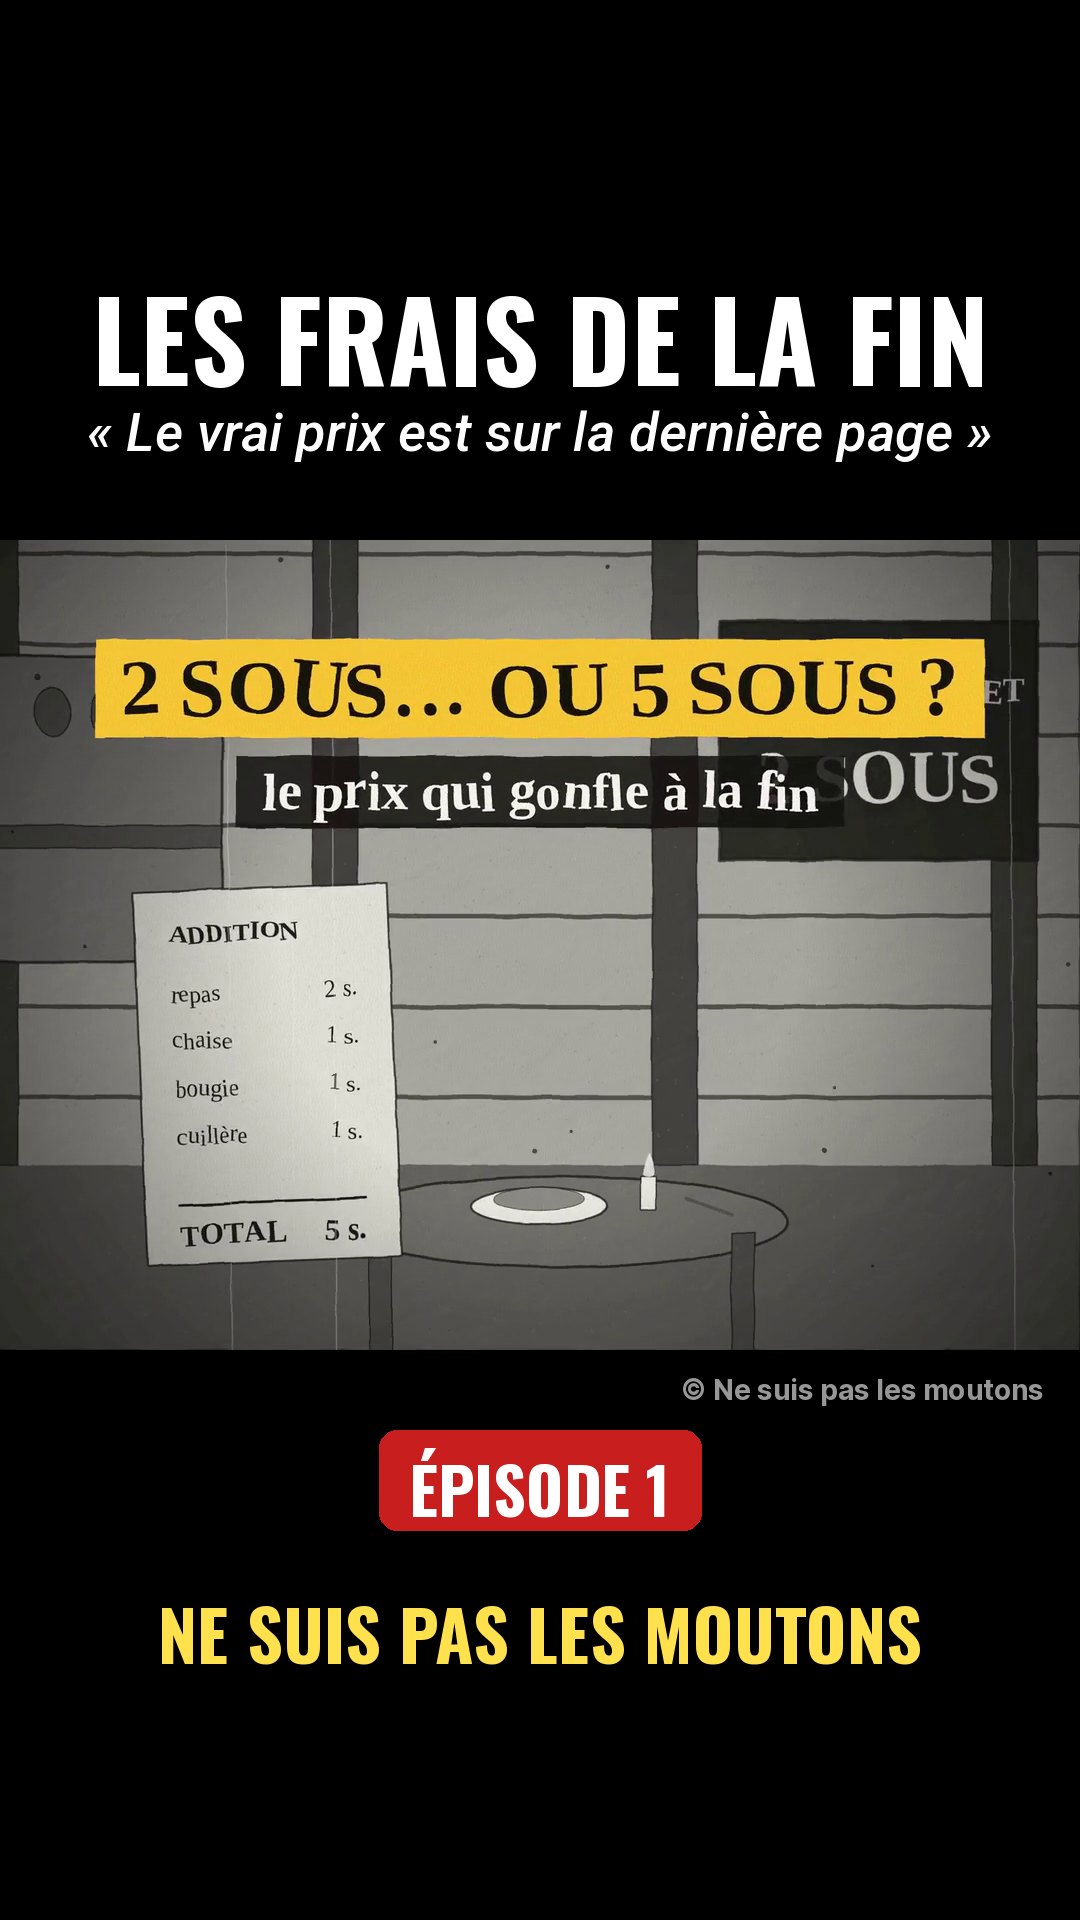 LES FRAIS DE LA FIN
« Le vrai prix est sur la dernière page »
2 SOUS... OU 5 SOUS ?
ET
le prix qui gonfle à la fin
SOUS
ADDITION
repas 2 s.
chaise 1 s.
bougie 1 s.
cuillère 1 s.
TOTAL 5 s.
© Ne suis pas les moutons
ÉPISODE 1
NE SUIS PAS LES MOUTONS